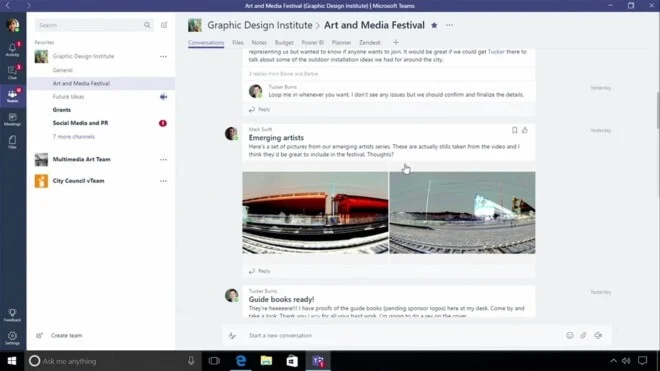 Art and Media Festival (Graphic Design Institute) | Microsoft Teams
Search
Favorites
Graphic Design Institute
General
Art and Media Festival
Future Ideas
Grants
Social Media and PR
1
7 more channels
Multimedia Art Team
City Council vTeam
Create team
Activity
Chat
Teams
Meetings
Files
Feedback
Settings
Graphic Design Institute > Art and Media Festival
Conversations Files Notes Budget Power BI Planner Zendesk +
representing us but wanted to know if anyone wants to join. It would be great if we could get Tucker there to
talk about some of the outdoor installation ideas we had for around the city.
3 replies from Elaine and Barbie
Tucker Burns
Yesterday
Loop me in whenever you want. I don't see any issues but we should confirm and finalize the details.
Reply
Mark Swift
Yesterday
Emerging artists
Here's a set of pictures from our emerging artists series. These are actually stills taken from the video and I
think they'd be great to include in the festival. Thoughts?
Reply
Tucker Burns
Yesterday
Guide books ready!
They're heeeeere!!! I have proofs of the guide books (pending sponsor logos) here at my desk. Come by and
take a look. Thank you
for all your hard work. I'm going to do a
on the cover
Start a new conversation
Ask me anything